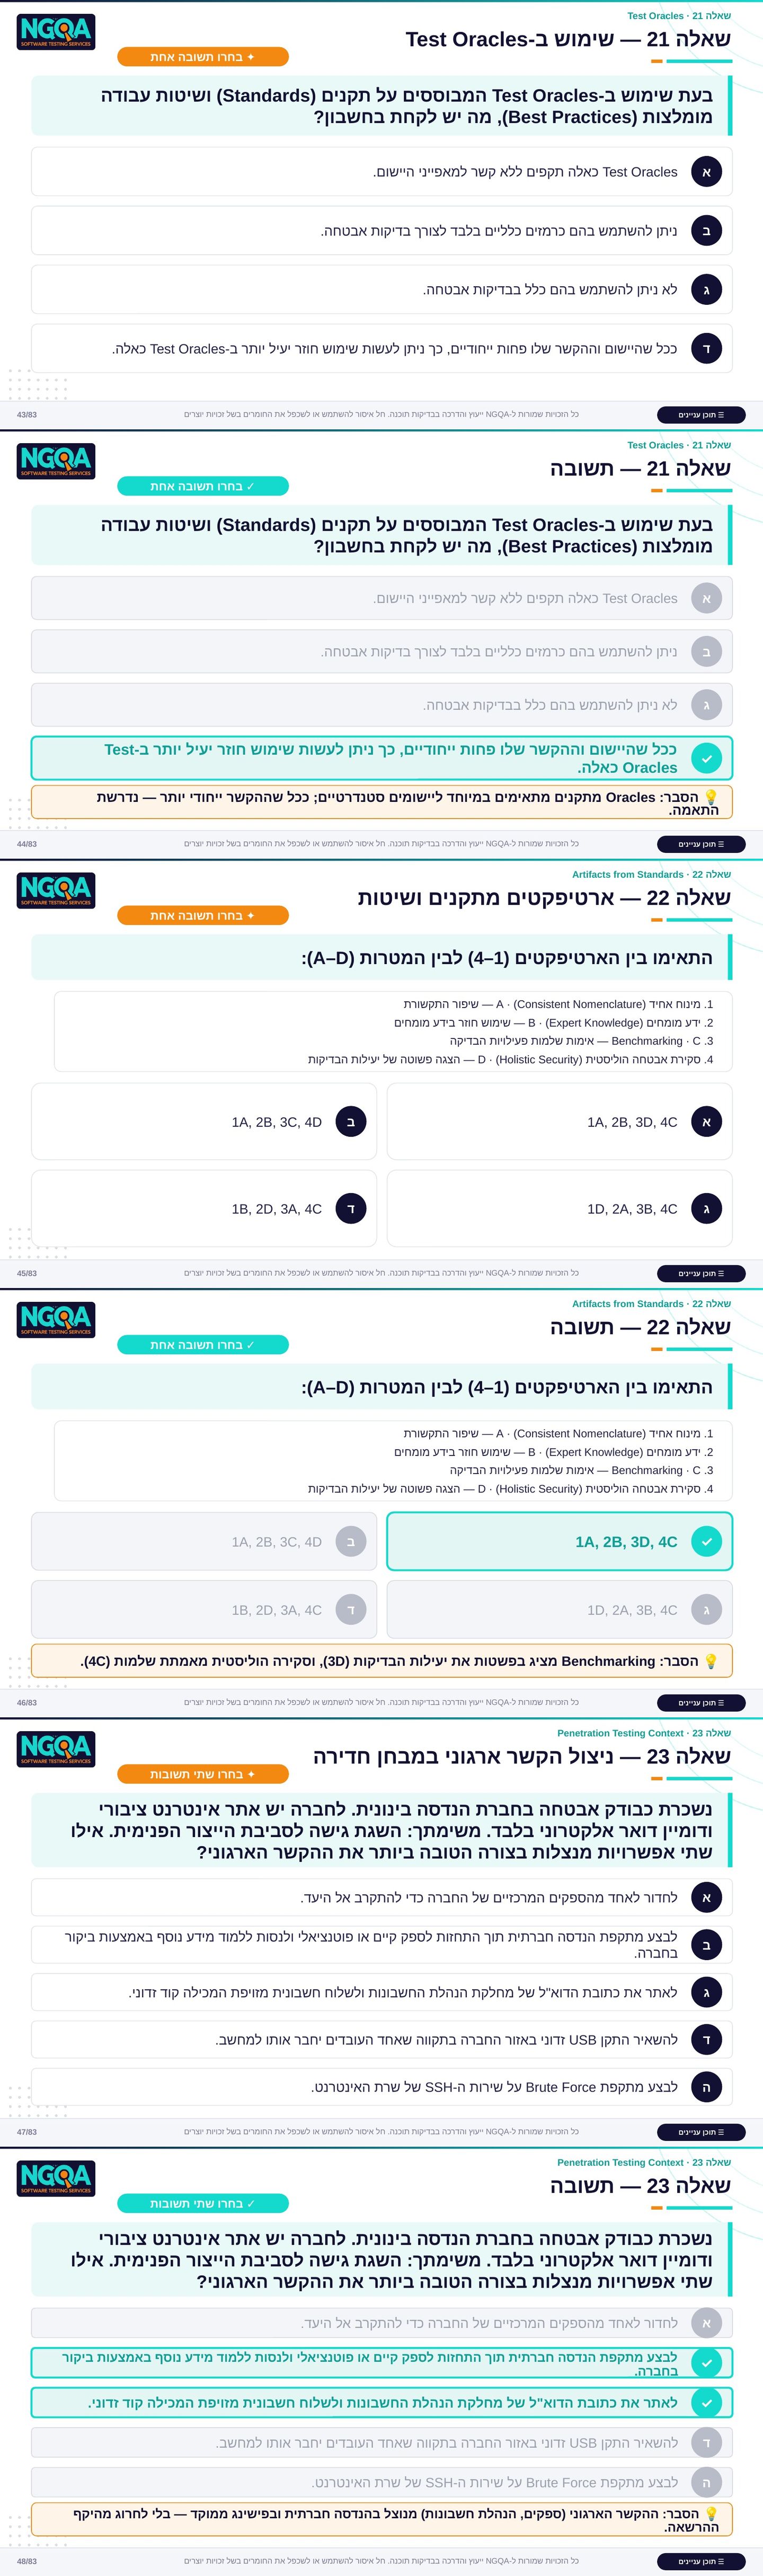 שאלה 21 · Test Oracles
שאלה 21 — שימוש ב-Test Oracles
NGQA
SOFTWARE TESTING SERVICES
✦ בחרו תשובה אחת
בעת שימוש ב-Test Oracles המבוססים על תקנים (Standards) ושיטות עבודה
מומלצות (Best Practices), מה יש לקחת בחשבון?
א
Test Oracles כאלה תקפים ללא קשר למאפייני היישום.
ב
ניתן להשתמש בהם כרמזים כלליים בלבד לצורך בדיקות אבטחה.
ג
לא ניתן להשתמש בהם כלל בבדיקות אבטחה.
ד
ככל שהיישום וההקשר שלו פחות ייחודיים, כך ניתן לעשות שימוש חוזר יעיל יותר ב-Test Oracles כאלה.
☰ תוכן עניינים
כל הזכויות שמורות ל-NGQA ייעוץ והדרכה בבדיקות תוכנה. חל איסור להשתמש או לשכפל את החומרים בשל זכויות יוצרים
43/83
שאלה 21 · Test Oracles
שאלה 21 — תשובה
NGQA
SOFTWARE TESTING SERVICES
✓ בחרו תשובה אחת
בעת שימוש ב-Test Oracles המבוססים על תקנים (Standards) ושיטות עבודה
מומלצות (Best Practices), מה יש לקחת בחשבון?
א
Test Oracles כאלה תקפים ללא קשר למאפייני היישום.
ב
ניתן להשתמש בהם כרמזים כלליים בלבד לצורך בדיקות אבטחה.
ג
לא ניתן להשתמש בהם כלל בבדיקות אבטחה.
✓
ככל שהיישום וההקשר שלו פחות ייחודיים, כך ניתן לעשות שימוש חוזר יעיל יותר ב-Test
Oracles כאלה.
💡 הסבר: Oracles מתקנים מתאימים במיוחד ליישומים סטנדרטיים; ככל שההקשר ייחודי יותר — נדרשת
התאמה.
☰ תוכן עניינים
כל הזכויות שמורות ל-NGQA ייעוץ והדרכה בבדיקות תוכנה. חל איסור להשתמש או לשכפל את החומרים בשל זכויות יוצרים
44/83
שאלה 22 · Artifacts from Standards
שאלה 22 — ארטיפקטים מתקנים ושיטות
NGQA
SOFTWARE TESTING SERVICES
✦ בחרו תשובה אחת
התאימו בין הארטיפקטים (1–4) לבין המטרות (A–D):
1. מינוח אחיד (Consistent Nomenclature) · A — שיפור התקשורת
2. ידע מומחים (Expert Knowledge) · B — שימוש חוזר בידע מומחים
3. Benchmarking · C — אימות שלמות פעילויות הבדיקה
4. סקירת אבטחה הוליסטית (Holistic Security) · D — הצגה פשוטה של יעילות הבדיקות
א
1A, 2B, 3D, 4C
ב
1A, 2B, 3C, 4D
ג
1D, 2A, 3B, 4C
ד
1B, 2D, 3A, 4C
☰ תוכן עניינים
כל הזכויות שמורות ל-NGQA ייעוץ והדרכה בבדיקות תוכנה. חל איסור להשתמש או לשכפל את החומרים בשל זכויות יוצרים
45/83
שאלה 22 · Artifacts from Standards
שאלה 22 — תשובה
NGQA
SOFTWARE TESTING SERVICES
✓ בחרו תשובה אחת
התאימו בין הארטיפקטים (1–4) לבין המטרות (A–D):
1. מינוח אחיד (Consistent Nomenclature) · A — שיפור התקשורת
2. ידע מומחים (Expert Knowledge) · B — שימוש חוזר בידע מומחים
3. Benchmarking · C — אימות שלמות פעילויות הבדיקה
4. סקירת אבטחה הוליסטית (Holistic Security) · D — הצגה פשוטה של יעילות הבדיקות
✓
1A, 2B, 3D, 4C
ב
1A, 2B, 3C, 4D
ג
1D, 2A, 3B, 4C
ד
1B, 2D, 3A, 4C
💡 הסבר: Benchmarking מציג בפשטות את יעילות הבדיקות (3D), וסקירה הוליסטית מאמתת שלמות (4C).
☰ תוכן עניינים
כל הזכויות שמורות ל-NGQA ייעוץ והדרכה בבדיקות תוכנה. חל איסור להשתמש או לשכפל את החומרים בשל זכויות יוצרים
46/83
שאלה 23 · Penetration Testing Context
שאלה 23 — ניצול הקשר ארגוני במבחן חדירה
NGQA
SOFTWARE TESTING SERVICES
✦ בחרו שתי תשובות
נשכרת כבודק אבטחה בחברת הנדסה בינונית. לחברה יש אתר אינטרנט ציבורי
ודומיין דואר אלקטרוני בלבד. משימתך: השגת גישה לסביבת הייצור הפנימית. אילו
שתי אפשרויות מנצלות בצורה הטובה ביותר את ההקשר הארגוני?
א
לחדור לאחד מהספקים המרכזיים של החברה כדי להתקרב אל היעד.
ב
לבצע מתקפת הנדסה חברתית תוך התחזות לספק קיים או פוטנציאלי ולנסות ללמוד מידע נוסף באמצעות ביקור
בחברה.
ג
לאתר את כתובת הדוא"ל של מחלקת הנהלת החשבונות ולשלוח חשבונית מזויפת המכילה קוד זדוני.
ד
להשאיר התקן USB זדוני באזור החברה בתקווה שאחד העובדים יחבר אותו למחשב.
ה
לבצע מתקפת Brute Force על שירות ה-SSH של שרת האינטרנט.
☰ תוכן עניינים
כל הזכויות שמורות ל-NGQA ייעוץ והדרכה בבדיקות תוכנה. חל איסור להשתמש או לשכפל את החומרים בשל זכויות יוצרים
47/83
שאלה 23 · Penetration Testing Context
שאלה 23 — תשובה
NGQA
SOFTWARE TESTING SERVICES
✓ בחרו שתי תשובות
נשכרת כבודק אבטחה בחברת הנדסה בינונית. לחברה יש אתר אינטרנט ציבורי
ודומיין דואר אלקטרוני בלבד. משימתך: השגת גישה לסביבת הייצור הפנימית. אילו
שתי אפשרויות מנצלות בצורה הטובה ביותר את ההקשר הארגוני?
א
לחדור לאחד מהספקים המרכזיים של החברה כדי להתקרב אל היעד.
✓
לבצע מתקפת הנדסה חברתית תוך התחזות לספק קיים או פוטנציאלי ולנסות ללמוד מידע נוסף באמצעות ביקור
בחברה.
✓
לאתר את כתובת הדוא"ל של מחלקת הנהלת החשבונות ולשלוח חשבונית מזויפת המכילה קוד זדוני.
ד
להשאיר התקן USB זדוני באזור החברה בתקווה שאחד העובדים יחבר אותו למחשב.
ה
לבצע מתקפת Brute Force על שירות ה-SSH של שרת האינטרנט.
💡 הסבר: ההקשר הארגוני (ספקים, הנהלת חשבונות) מנוצל בהנדסה חברתית ובפישינג ממוקד — בלי לחרוג מהיקף
ההרשאה.
☰ תוכן עניינים
כל הזכויות שמורות ל-NGQA ייעוץ והדרכה בבדיקות תוכנה. חל איסור להשתמש או לשכפל את החומרים בשל זכויות יוצרים
48/83